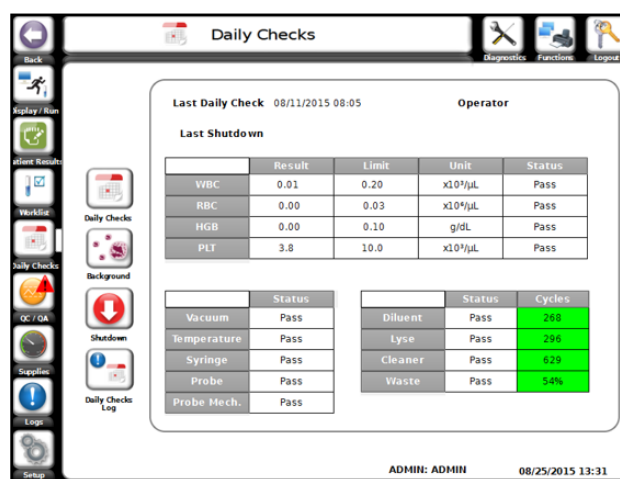 Daily Checks
Back
Diagnostics
Functions
Logout
Display / Run
Patient Results
Worklist
Daily Checks
QC / QA
Supplies
Logs
Setup
Daily Checks
Background
Shutdown
Daily Checks
Log
Last Daily Check 08/11/2015 08:05 Operator
Last Shutdown
Result Limit Unit Status
WBC 0.01 0.20 x10³/µL Pass
RBC 0.00 0.03 x10⁶/µL Pass
HGB 0.00 0.10 g/dL Pass
PLT 3.8 10.0 x10³/µL Pass
Status
Vacuum Pass
Temperature Pass
Syringe Pass
Probe Pass
Probe Mech. Pass
Status Cycles
Diluent Pass 268
Lyse Pass 296
Cleaner Pass 629
Waste Pass 54%
ADMIN: ADMIN 08/25/2015 13:31